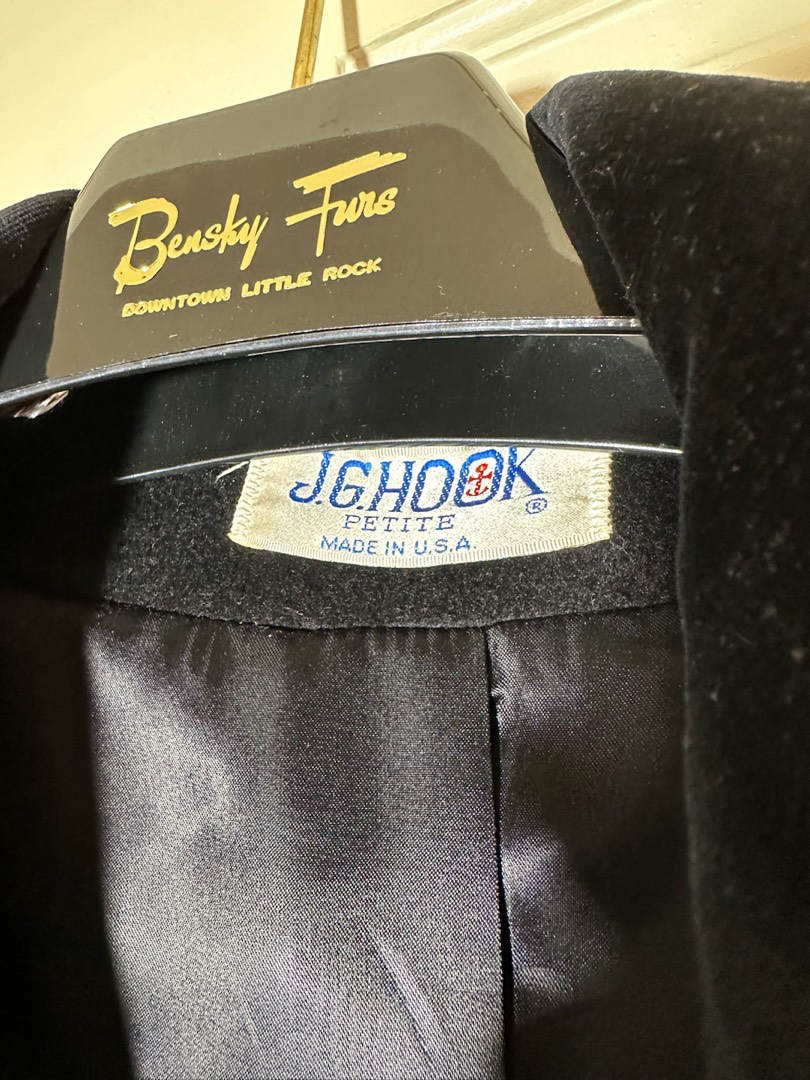 Bensky Furs
DOWNTOWN LITTLE ROCK
J.G.HOOK
®
PETITE
MADE IN U.S.A.